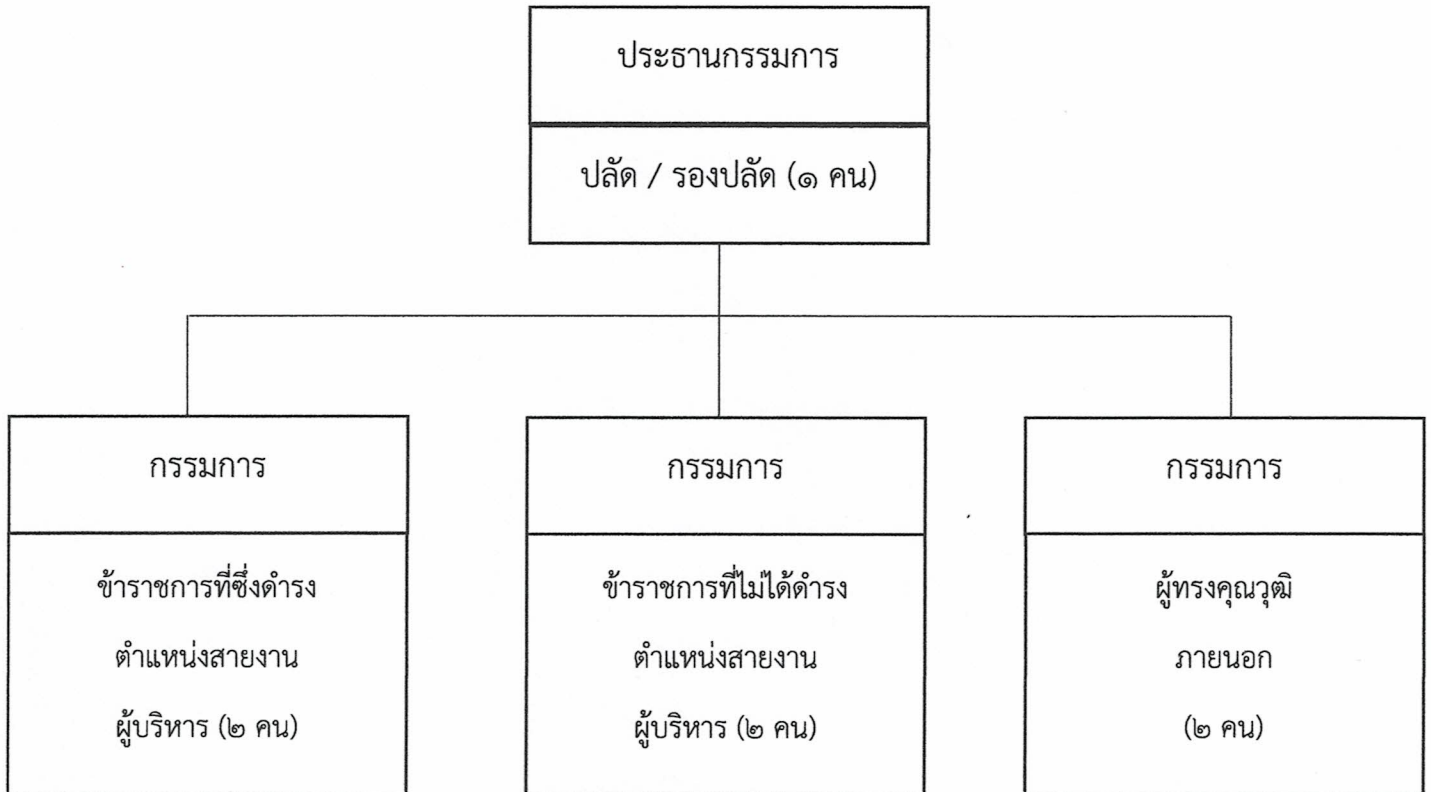 ประธานกรรมการ
ปลัด / รองปลัด (๑ คน)
กรรมการ
ข้าราชการที่ซึ่งดำรง
ตำแหน่งสายงาน
ผู้บริหาร (๒ คน)
กรรมการ
ข้าราชการที่ไม่ได้ดำรง
ตำแหน่งสายงาน
ผู้บริหาร (๒ คน)
กรรมการ
ผู้ทรงคุณวุฒิ
ภายนอก
(๒ คน)